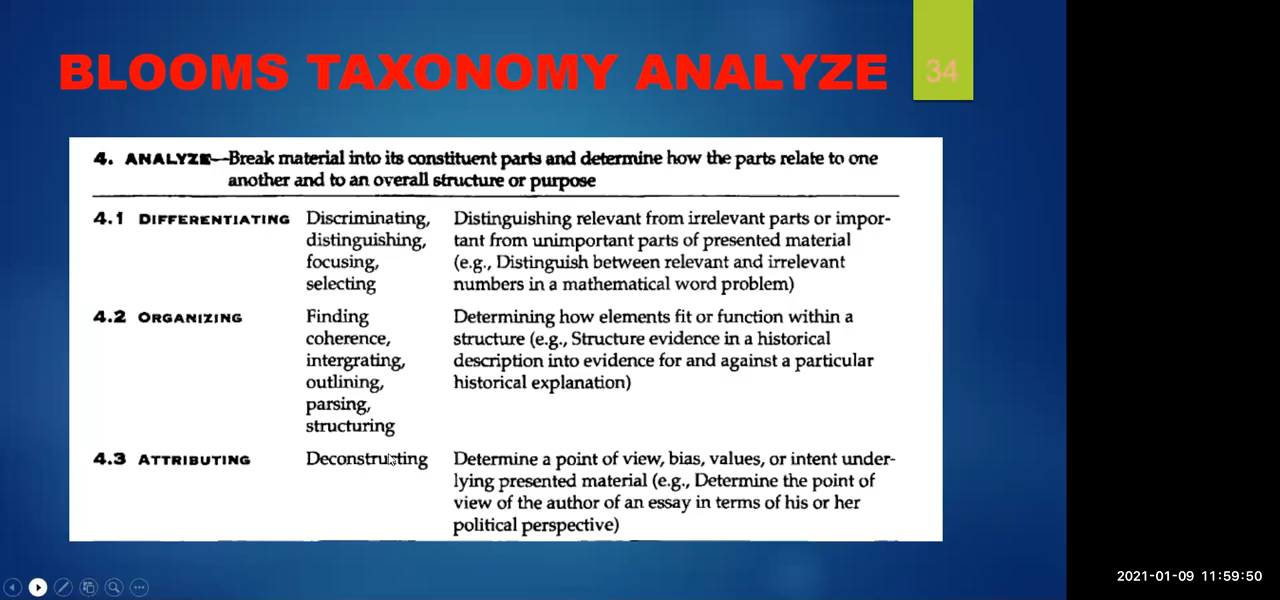 BLOOMS TAXONOMY ANALYZE
34
4. ANALYZE—Break material into its constituent parts and determine how the parts relate to one
another and to an overall structure or purpose
4.1 DIFFERENTIATING Discriminating, Distinguishing relevant from irrelevant parts or impor-
distinguishing, tant from unimportant parts of presented material
focusing, (e.g., Distinguish between relevant and irrelevant
selecting numbers in a mathematical word problem)
4.2 ORGANIZING Finding Determining how elements fit or function within a
coherence, structure (e.g., Structure evidence in a historical
intergrating, description into evidence for and against a particular
outlining, historical explanation)
parsing,
structuring
4.3 ATTRIBUTING Deconstructing Determine a point of view, bias, values, or intent under-
lying presented material (e.g., Determine the point of
view of the author of an essay in terms of his or her
political perspective)
2021-01-09 11:59:50